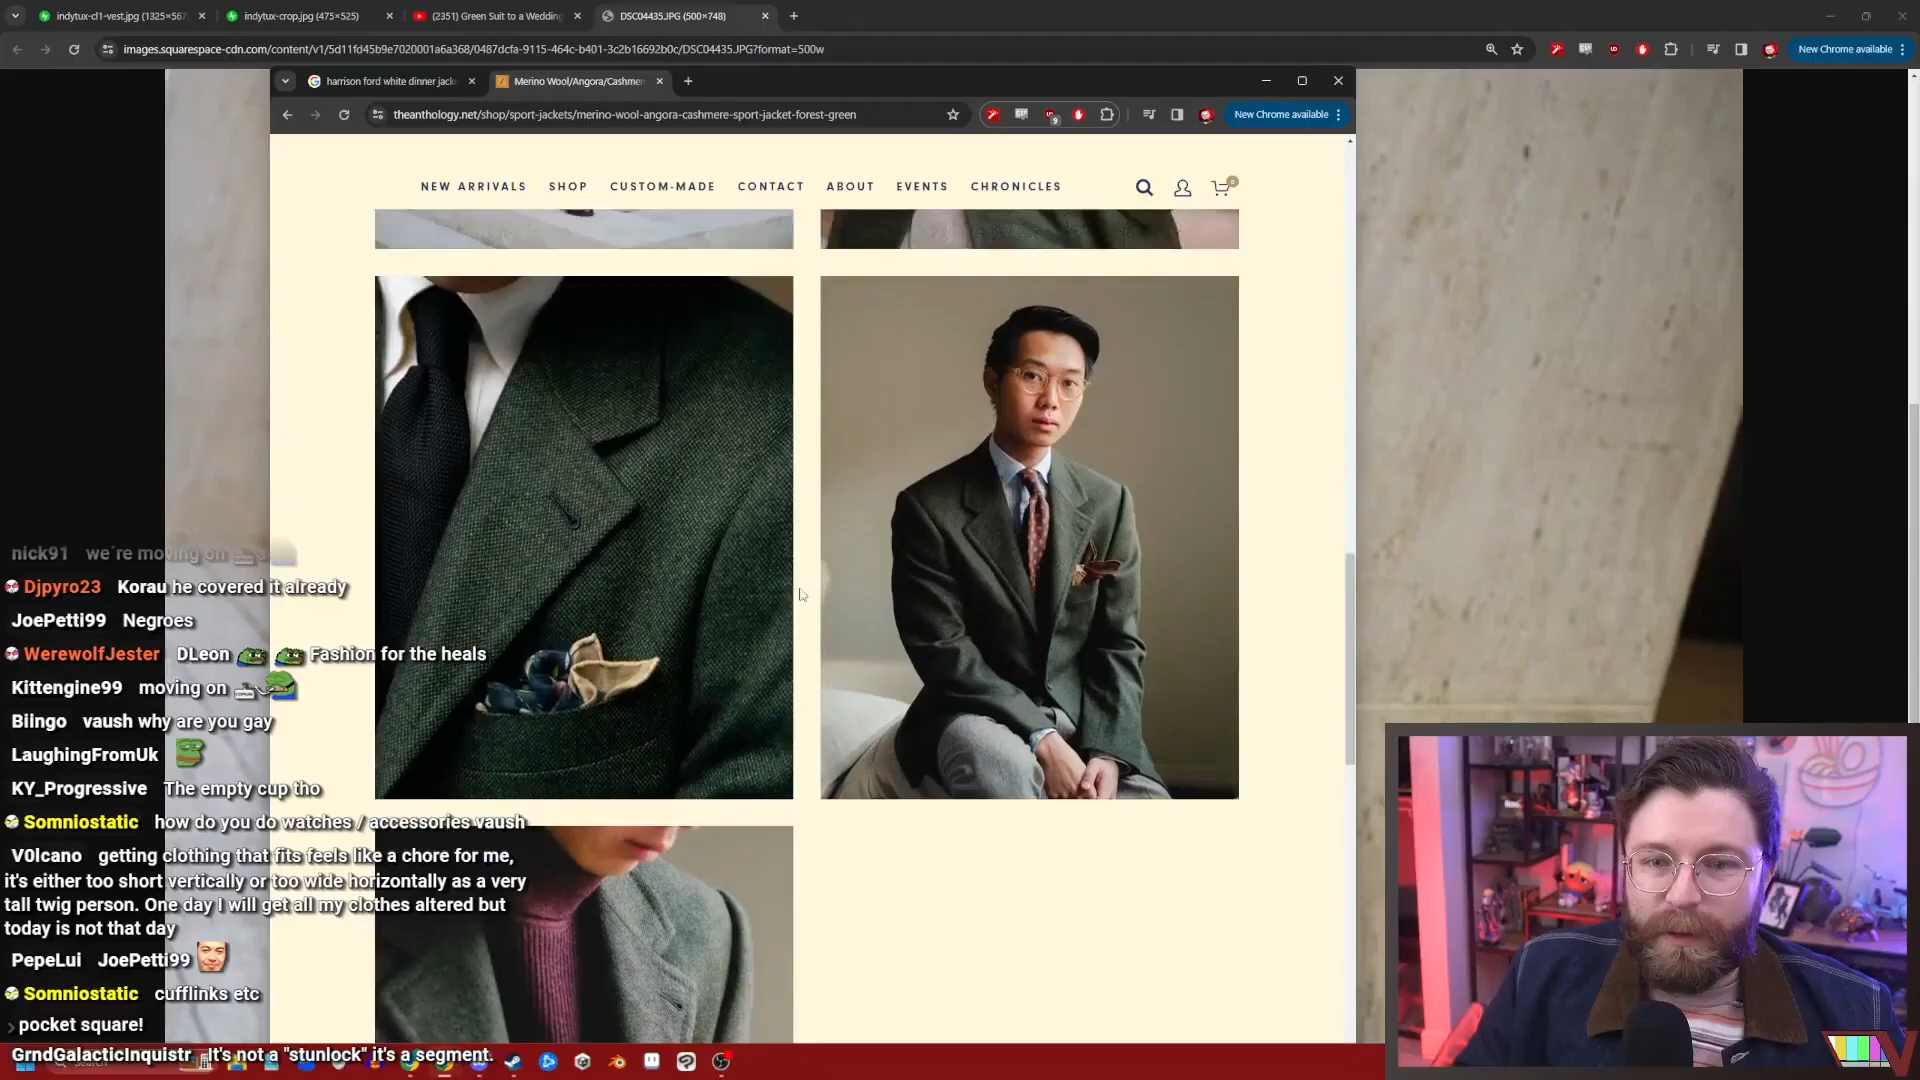 indytux-cl1-vest.jpg (1325×567
indytux-crop.jpg (475×525)
(2351) Green Suit to a Wedding
DSC04435.JPG (500×748)
images.squarespace-cdn.com/content/v1/5d11fd45b9e7020001a6a368/0487dcfa-9115-464c-b401-3c2b16692b0c/DSC04435.JPG?format=500w
New Chrome available
harrison ford white dinner jack
Merino Wool/Angora/Cashmer
theanthology.net/shop/sport-jackets/merino-wool-angora-cashmere-sport-jacket-forest-green
9
New Chrome available
NEW ARRIVALS SHOP CUSTOM-MADE CONTACT ABOUT EVENTS CHRONICLES
0
nick91 we´re moving on
Djpyro23 Korau he covered it already
JoePetti99 Negroes
WerewolfJester DLeon Fashion for the heals
Kittengine99 moving on
Biingo vaush why are you gay
LaughingFromUk
KY_Progressive The empty cup tho
Somniostatic how do you do watches / accessories vaush
V0lcano getting clothing that fits feels like a chore for me,
it's either too short vertically or too wide horizontally as a very
tall twig person. One day I will get all my clothes altered but
today is not that day
PepeLui JoePetti99
Somniostatic cufflinks etc
pocket square!
GrndGalacticInquistr It's not a "stunlock" it's a segment.
Search